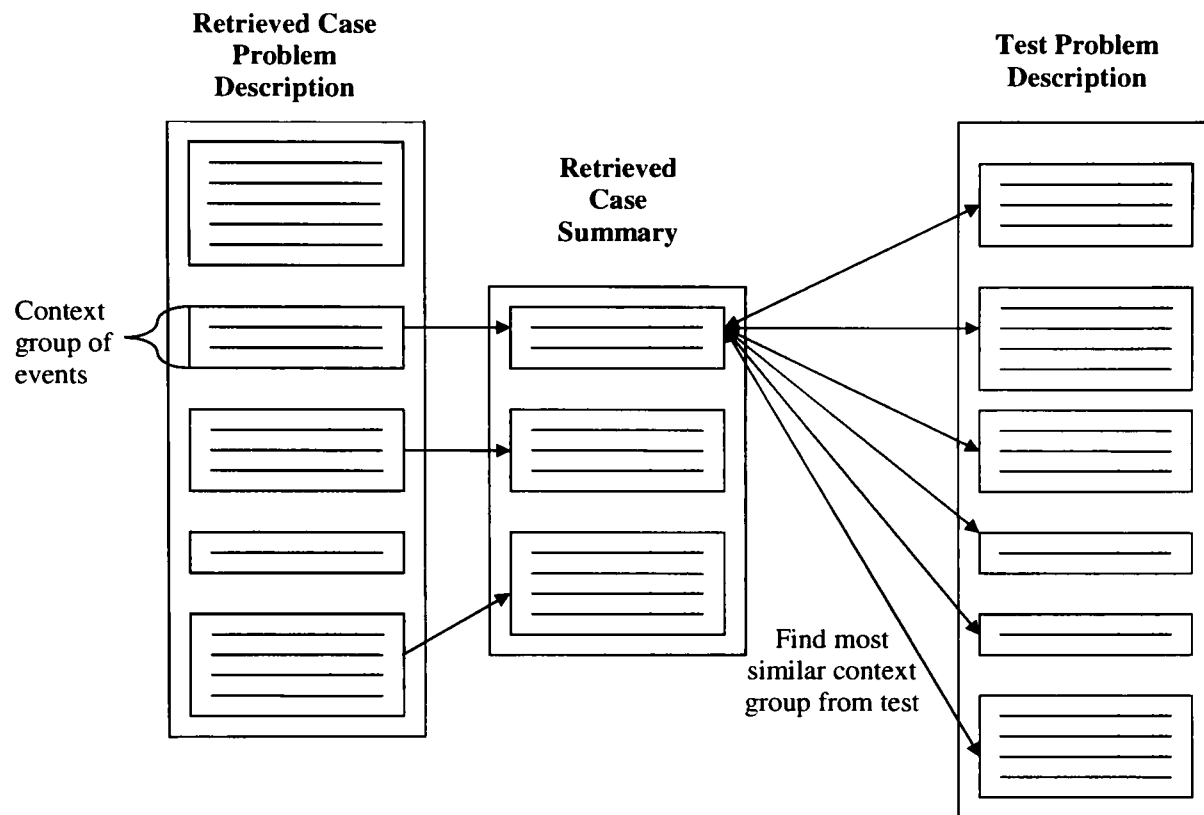 Retrieved Case
Problem
Description
Test Problem
Description
Retrieved
Case
Summary
Context
group of
events
Find most
similar context
group from test